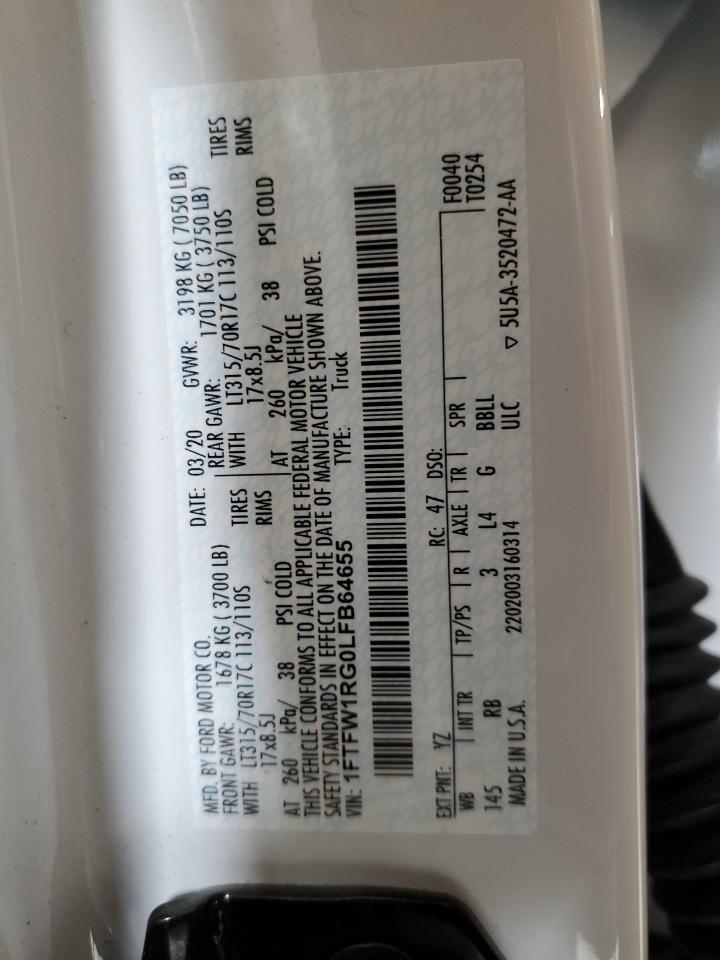 MFD. BY FORD MOTOR CO. DATE: 03/20 GVWR: 3198 KG ( 7050 LB)
FRONT GAWR: 1678 KG ( 3700 LB) REAR GAWR: 1701 KG ( 3750 LB)
WITH LT315/70R17C 113/110S TIRES WITH LT315/70R17C 113/110S TIRES
17x8.5J RIMS 17x8.5J RIMS
AT 260 kPa/ 38 PSI COLD AT 260 kPa/ 38 PSI COLD
THIS VEHICLE CONFORMS TO ALL APPLICABLE FEDERAL MOTOR VEHICLE
SAFETY STANDARDS IN EFFECT ON THE DATE OF MANUFACTURE SHOWN ABOVE.
VIN: 1FTFW1RG0LFB64655 TYPE: Truck
EXT PNT: YZ RC: 47 DSO: F0040
WB INT TR TP/PS R AXLE TR SPR T0254
145 RB 3 L4 G BBLL
MADE IN U.S.A. 2202003160314 ULC ▽ 5U5A-3520472-AA